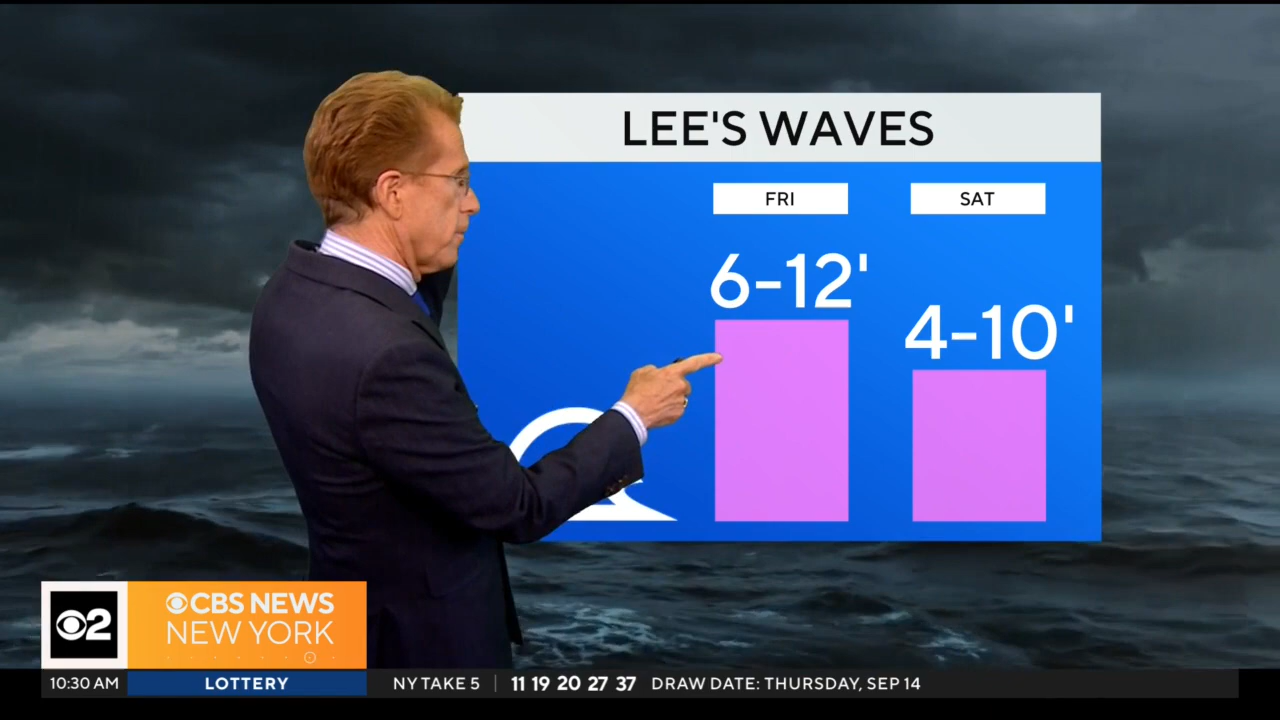 LEE'S WAVES
FRI
SAT
6-12'
4-10'
2
CBS NEWS
NEW YORK
10:30 AM
LOTTERY
NY TAKE 5 | 11 19 20 27 37 DRAW DATE: THURSDAY, SEP 14